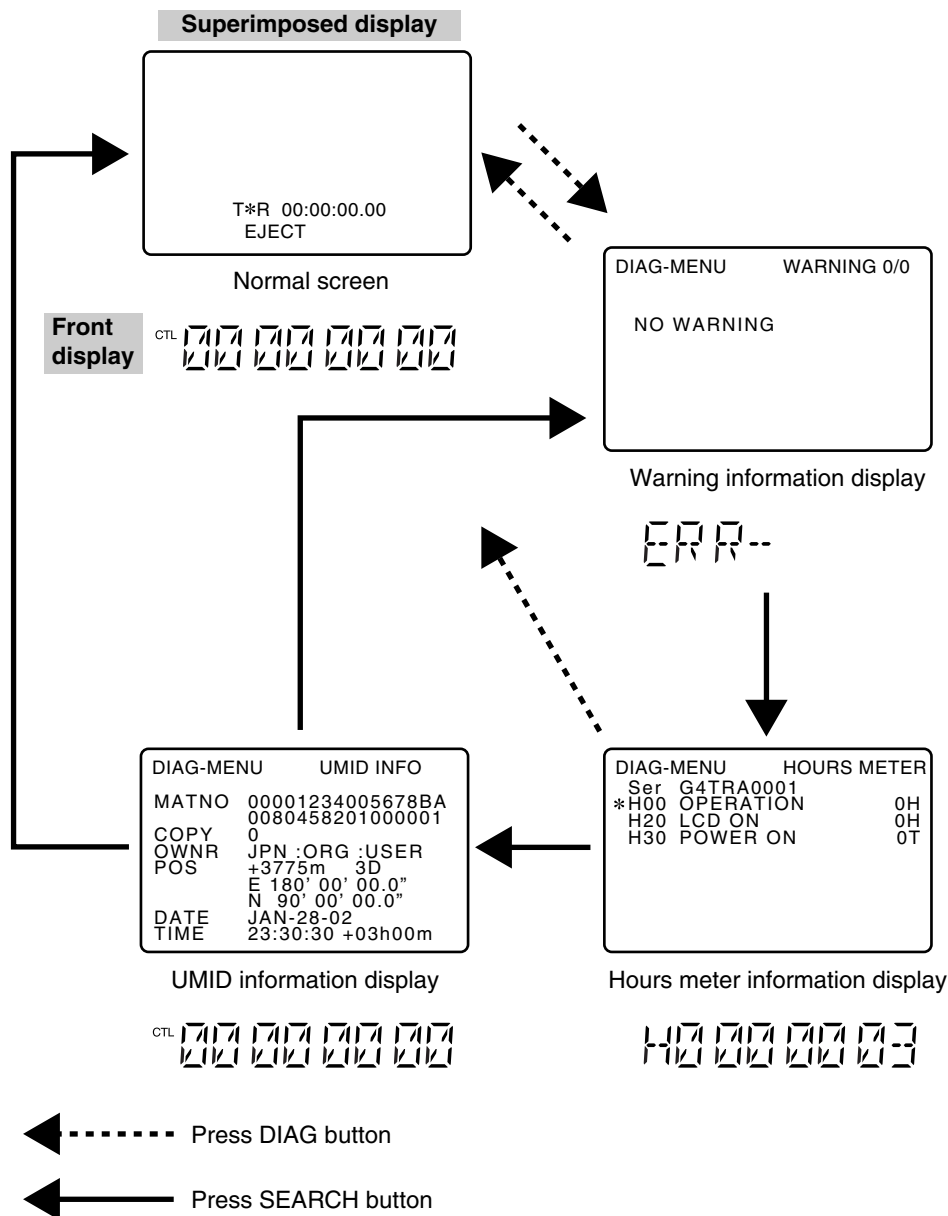 Superimposed display
T*R 00:00:00.00
EJECT
Normal screen
Front
display
CTL 00 00 00 00
DIAG-MENU WARNING 0/0
NO WARNING
Warning information display
ERR--
DIAG-MENU UMID INFO
MATNO 00001234005678BA
0080458201000001
COPY 0
OWNR JPN :ORG :USER
POS +3775m 3D
E 180' 00' 00.0”
N 90' 00' 00.0”
DATE JAN-28-02
TIME 23:30:30 +03h00m
UMID information display
CTL 00 00 00 00
DIAG-MENU HOURS METER
Ser G4TRA0001
*H00 OPERATION 0H
H20 LCD ON 0H
H30 POWER ON 0T
Hours meter information display
H0 00 00 03
Press DIAG button
Press SEARCH button